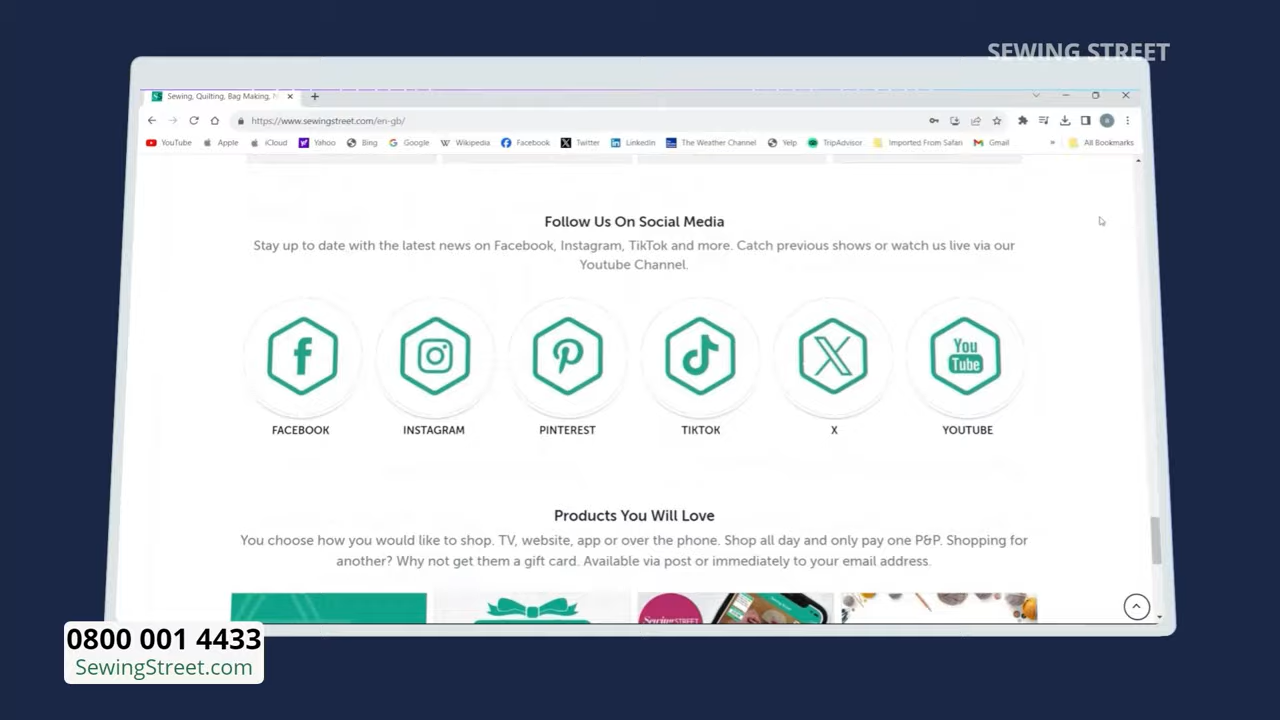 SEWING STREET
Sewing, Quilting, Bag Making,
https://www.sewingstreet.com/en-gb/
YouTube Apple iCloud Yahoo Bing Google Wikipedia Facebook Twitter LinkedIn The Weather Channel Yelp TripAdvisor Imported From Safari Gmail » All Bookmarks
Follow Us On Social Media
Stay up to date with the latest news on Facebook, Instagram, TikTok and more. Catch previous shows or watch us live via our
Youtube Channel.
You
Tube
FACEBOOK INSTAGRAM PINTEREST TIKTOK X YOUTUBE
Products You Will Love
You choose how you would like to shop. TV, website, app or over the phone. Shop all day and only pay one P&P. Shopping for
another? Why not get them a gift card. Available via post or immediately to your email address.
Sewing
STREET
0800 001 4433
SewingStreet.com